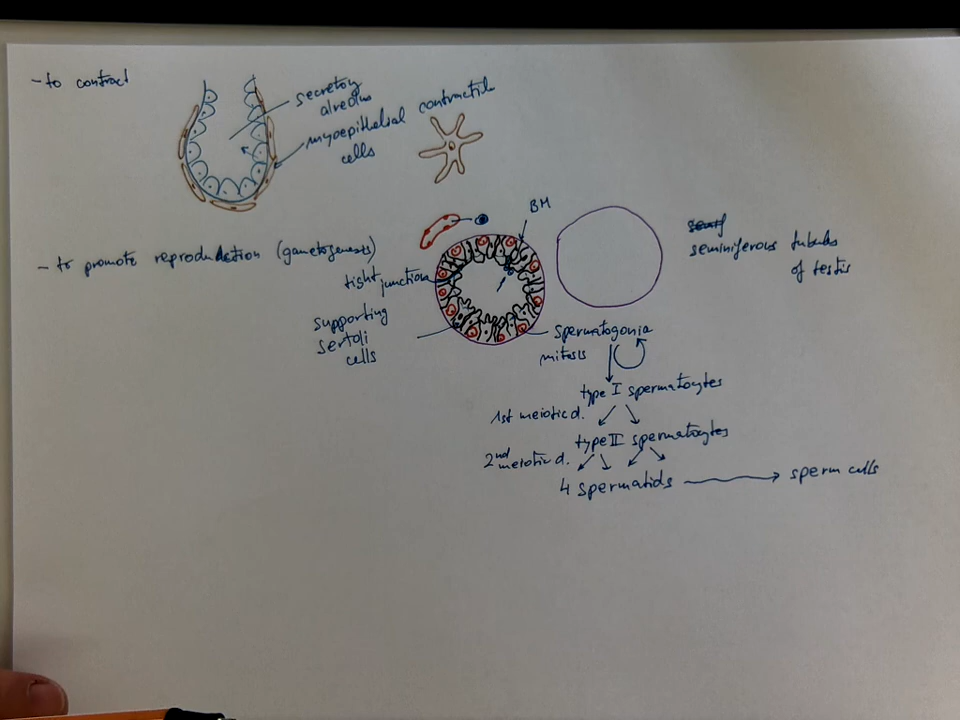 - to contract
secretory
alveolus
myoepithelial contractile
cells
BM
- to promote reproduction (gametogenesis)
seminiferous tubules
of testis
tight junction
supporting
sertoli
cells
spermatogonia
mitosis
type I spermatocytes
1st meiotic d.
type II spermatocytes
2nd meiotic d.
4 spermatids
sperm cells